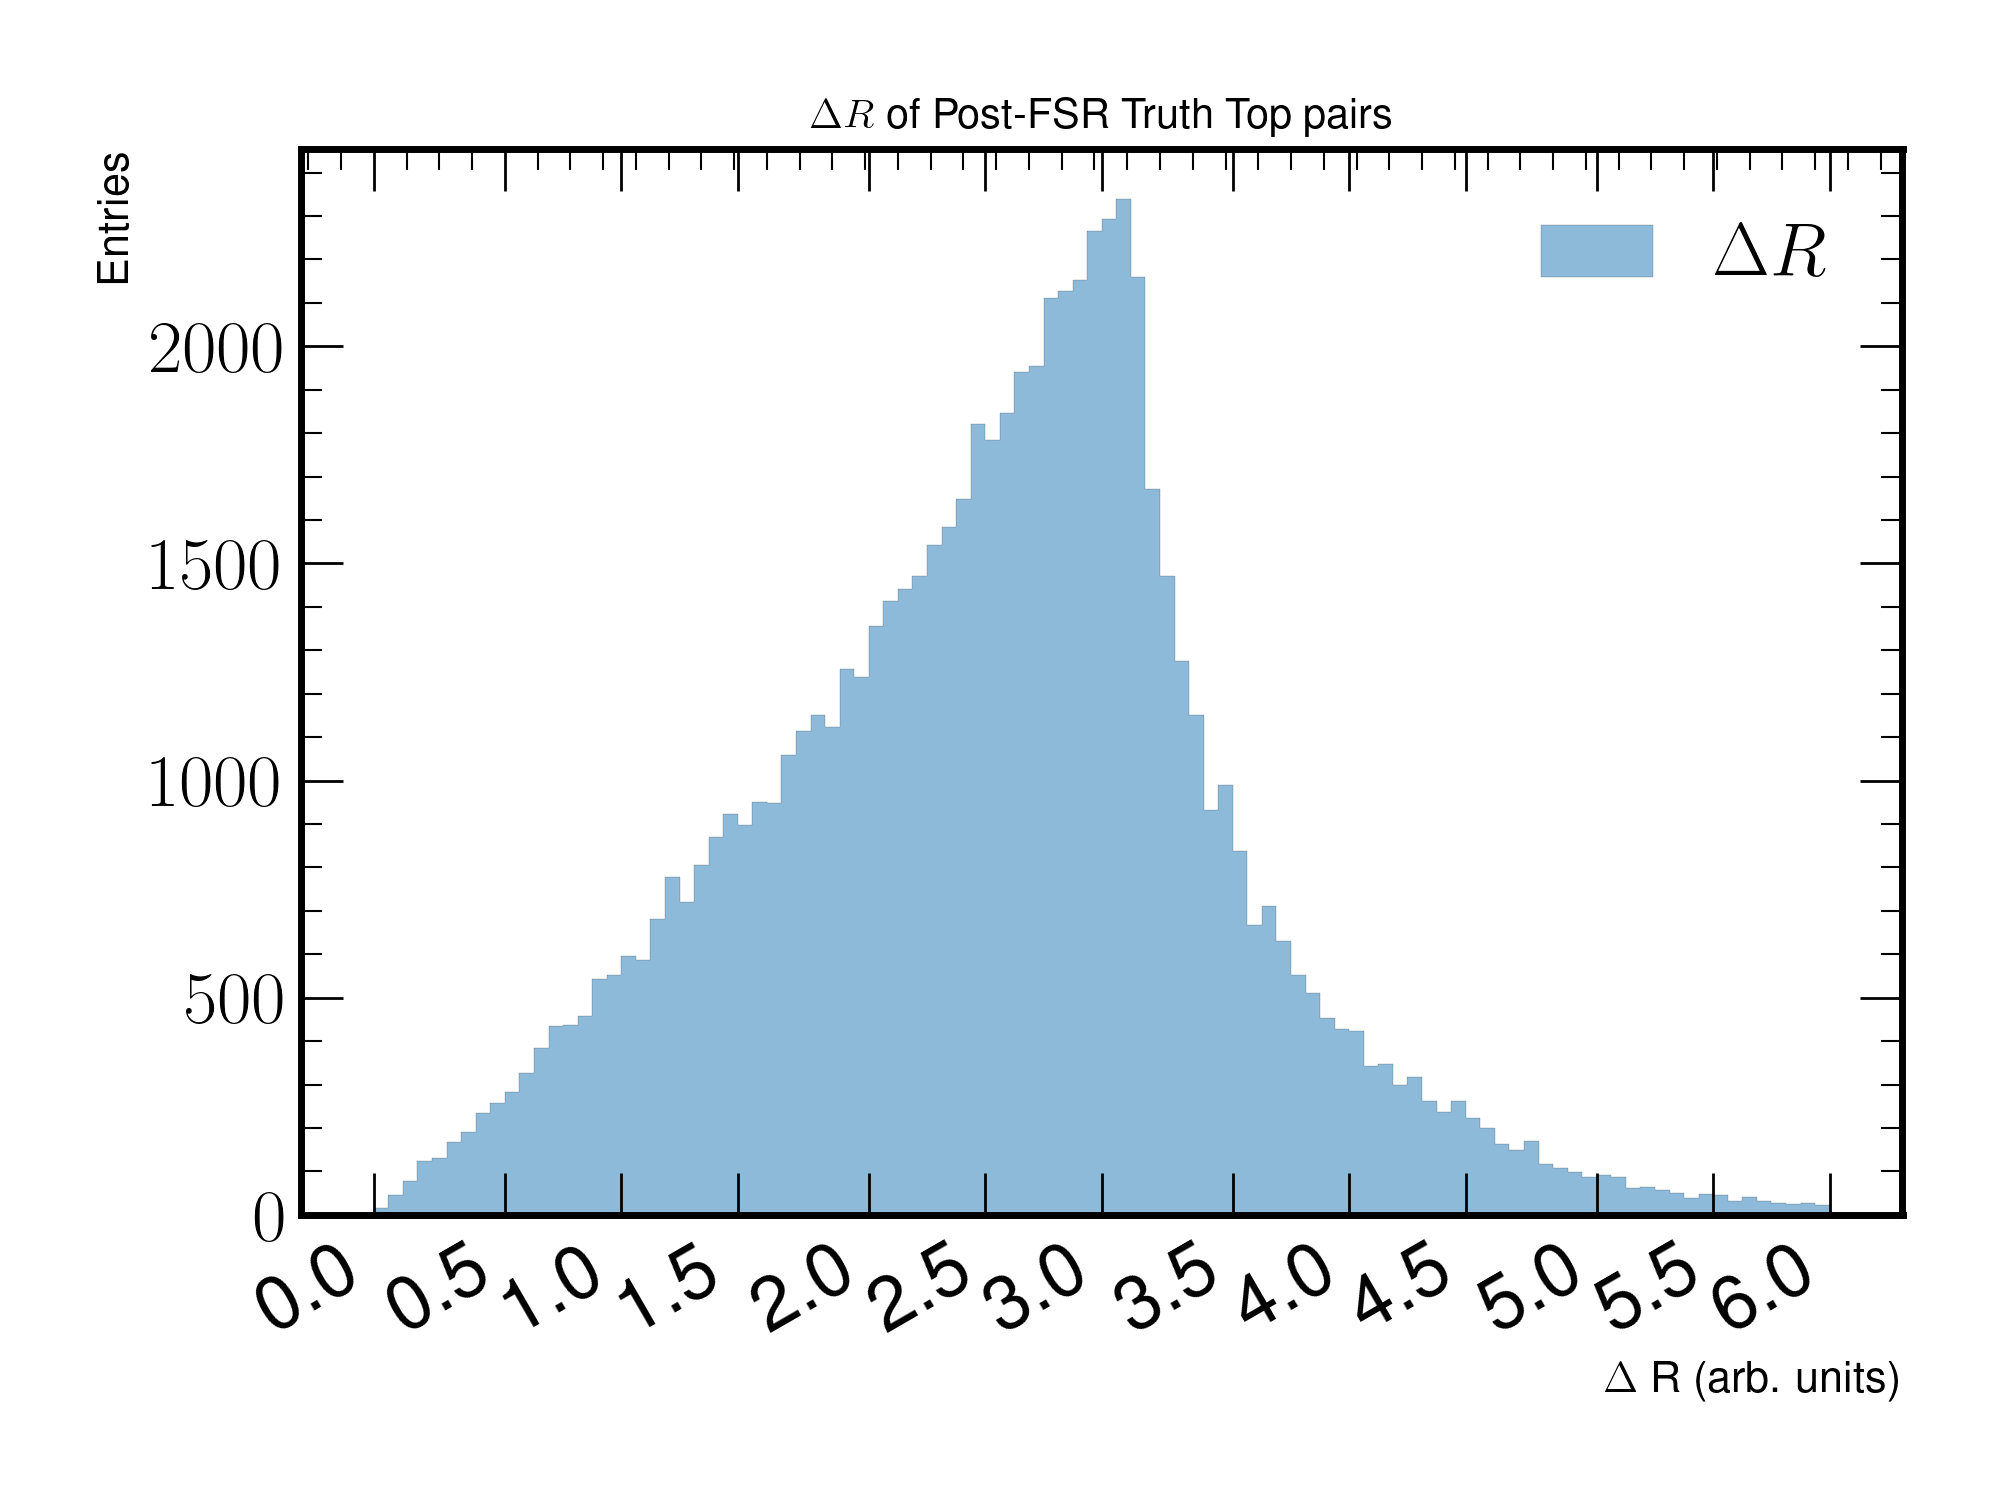 ΔR of Post-FSR Truth Top pairs
Entries
ΔR
2000
1500
1000
500
0
0.0 0.5 1.0 1.5 2.0 2.5 3.0 3.5 4.0 4.5 5.0 5.5 6.0
Δ R (arb. units)